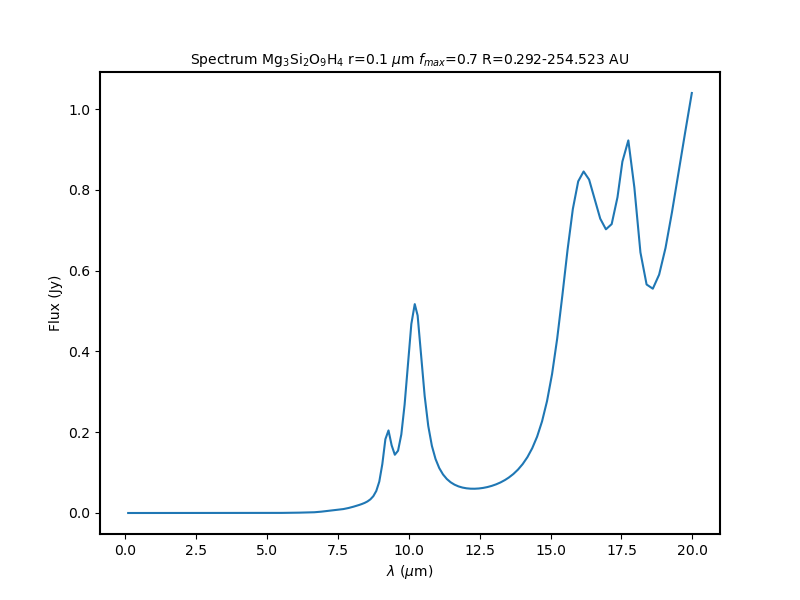 Spectrum Mg₃Si₂O₉H₄ r=0.1 μm fₘₐₓ=0.7 R=0.292-254.523 AU
1.0
0.8
0.6
0.4
0.2
0.0
Flux (Jy)
0.0 2.5 5.0 7.5 10.0 12.5 15.0 17.5 20.0
λ (μm)